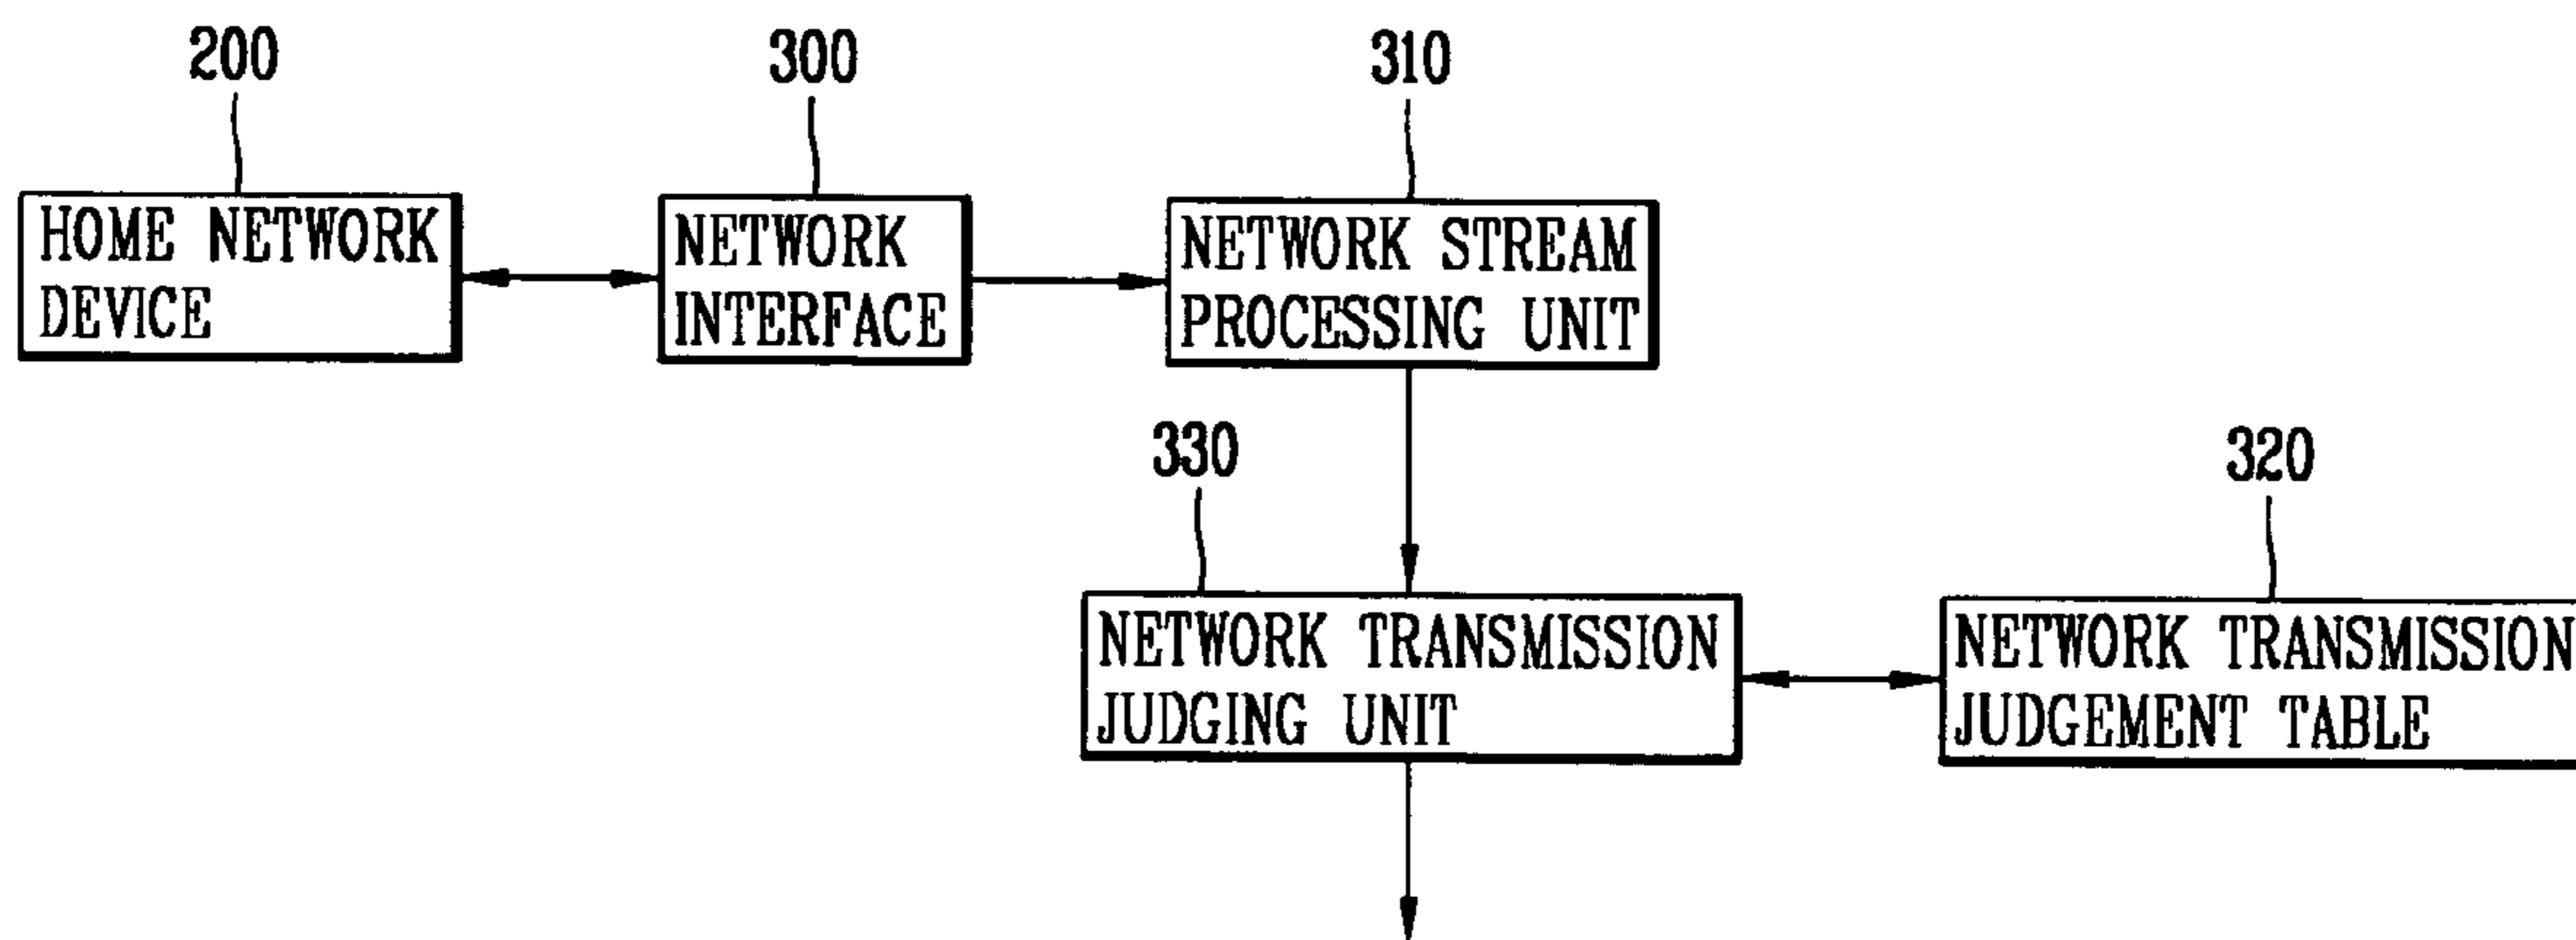 200
300
310
HOME NETWORK
DEVICE
NETWORK
INTERFACE
NETWORK STREAM
PROCESSING UNIT
330
320
NETWORK TRANSMISSION
JUDGING UNIT
NETWORK TRANSMISSION
JUDGEMENT TABLE